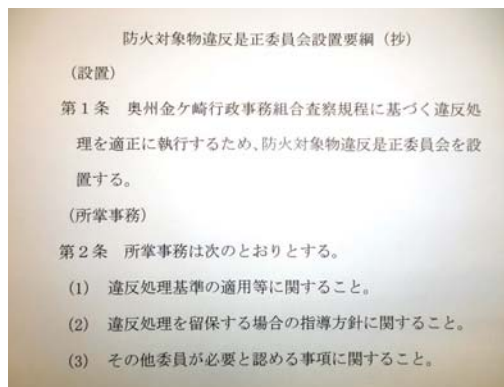 防火対象物違反是正委員会設置要綱（抄）
（設置）
第１条　奥州金ケ崎行政事務組合査察規程に基づく違反処
理を適正に執行するため、防火対象物違反是正委員会を設
置する。
（所掌事務）
第２条　所掌事務は次のとおりとする。
(1)　違反処理基準の適用等に関すること。
(2)　違反処理を留保する場合の指導方針に関すること。
(3)　その他委員が必要と認める事項に関すること。